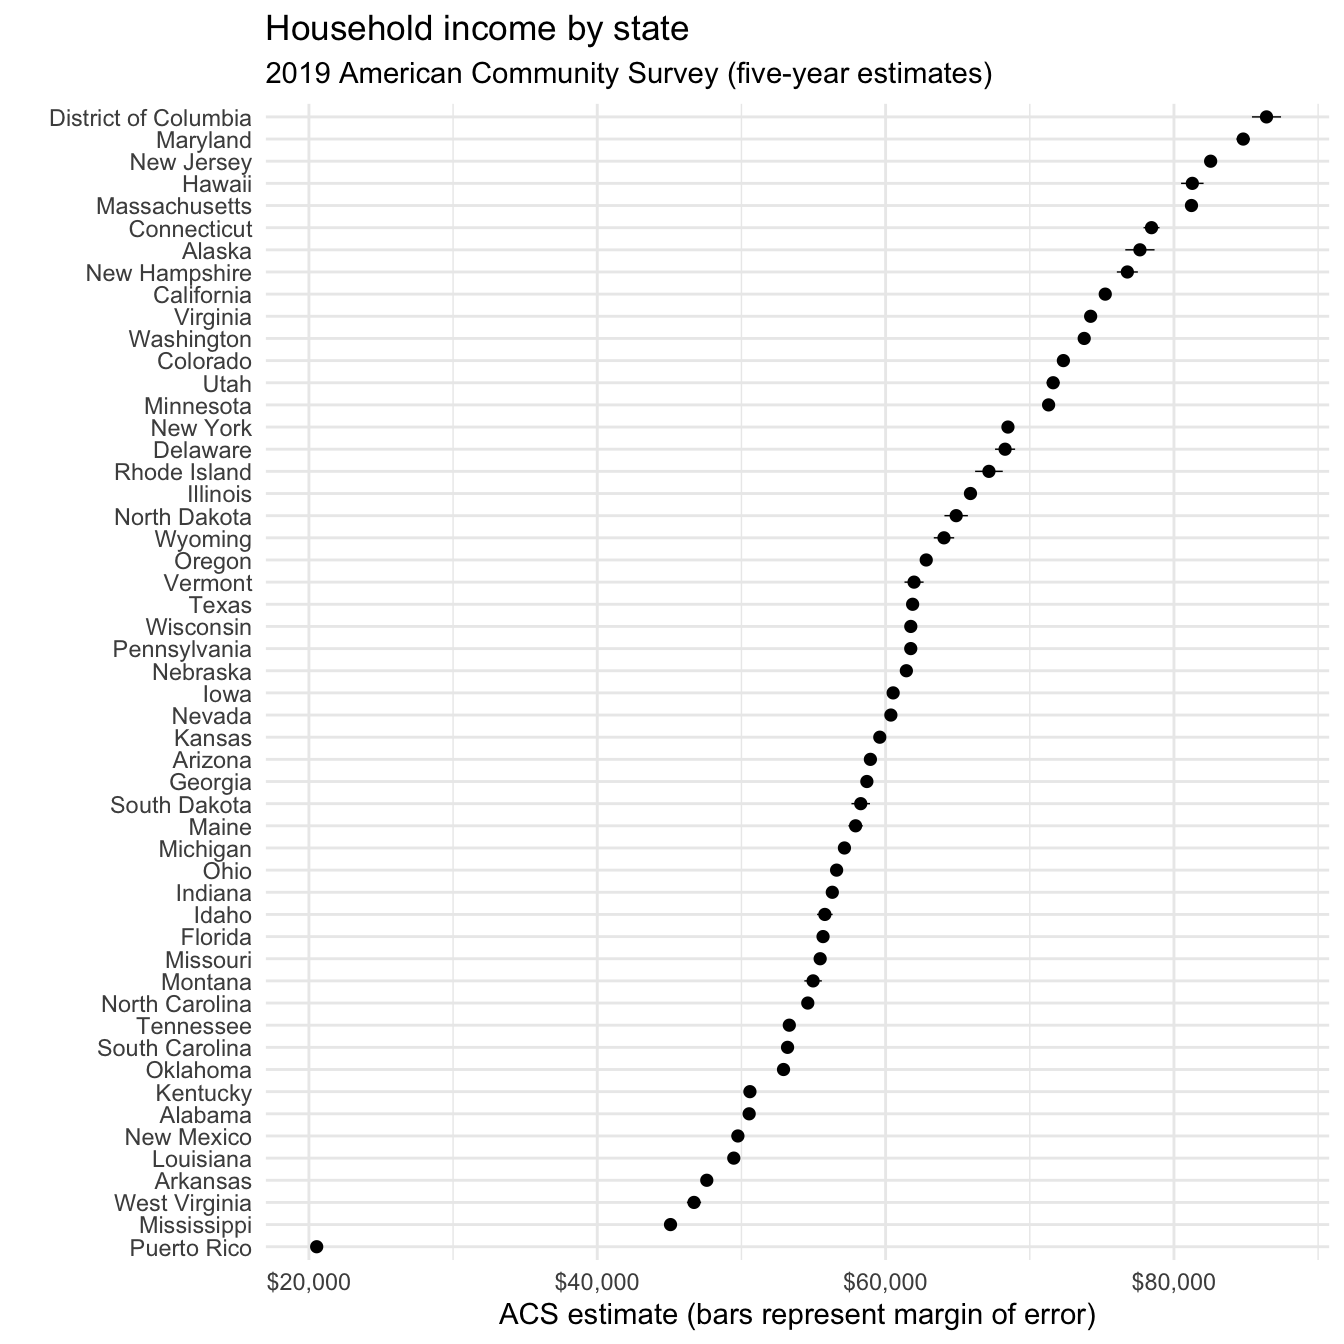 Household income by state
2019 American Community Survey (five-year estimates)
District of Columbia
Maryland
New Jersey
Hawaii
Massachusetts
Connecticut
Alaska
New Hampshire
California
Virginia
Washington
Colorado
Utah
Minnesota
New York
Delaware
Rhode Island
Illinois
North Dakota
Wyoming
Oregon
Vermont
Texas
Wisconsin
Pennsylvania
Nebraska
Iowa
Nevada
Kansas
Arizona
Georgia
South Dakota
Maine
Michigan
Ohio
Indiana
Idaho
Florida
Missouri
Montana
North Carolina
Tennessee
South Carolina
Oklahoma
Kentucky
Alabama
New Mexico
Louisiana
Arkansas
West Virginia
Mississippi
Puerto Rico
$20,000 $40,000 $60,000 $80,000
ACS estimate (bars represent margin of error)